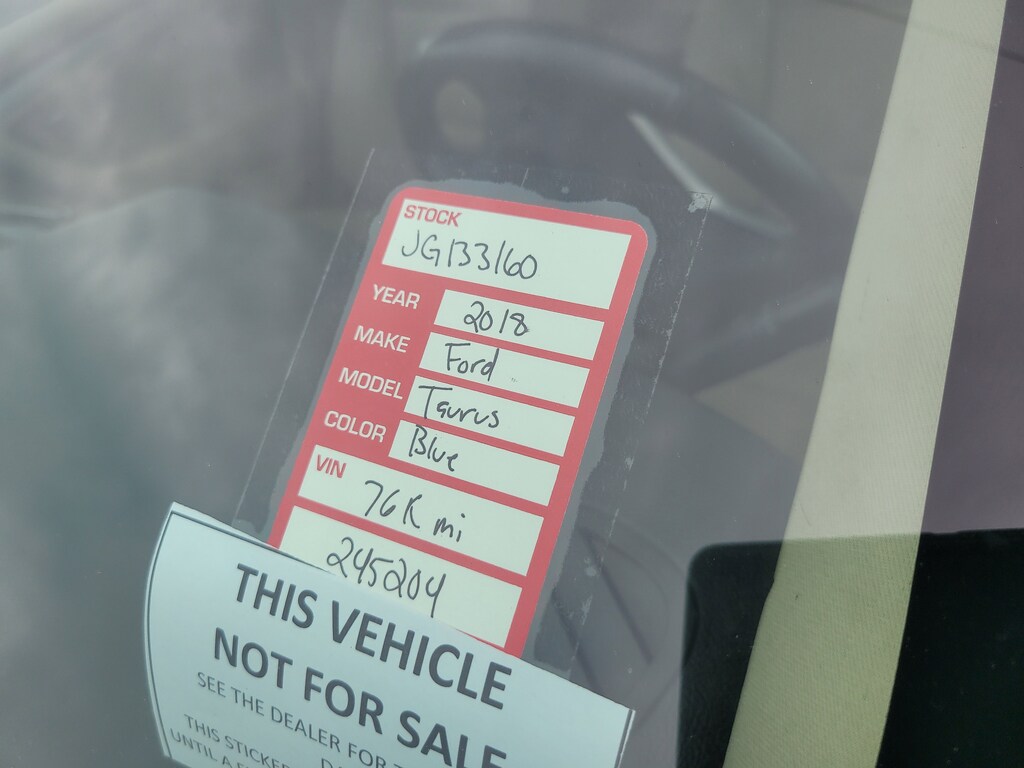 STOCK
JG133160
YEAR 2018
MAKE Ford
MODEL Taurus
COLOR Blue
VIN 76K mi
245204
THIS VEHICLE
NOT FOR SALE
SEE THE DEALER FOR
THIS STICKER
UNTIL A